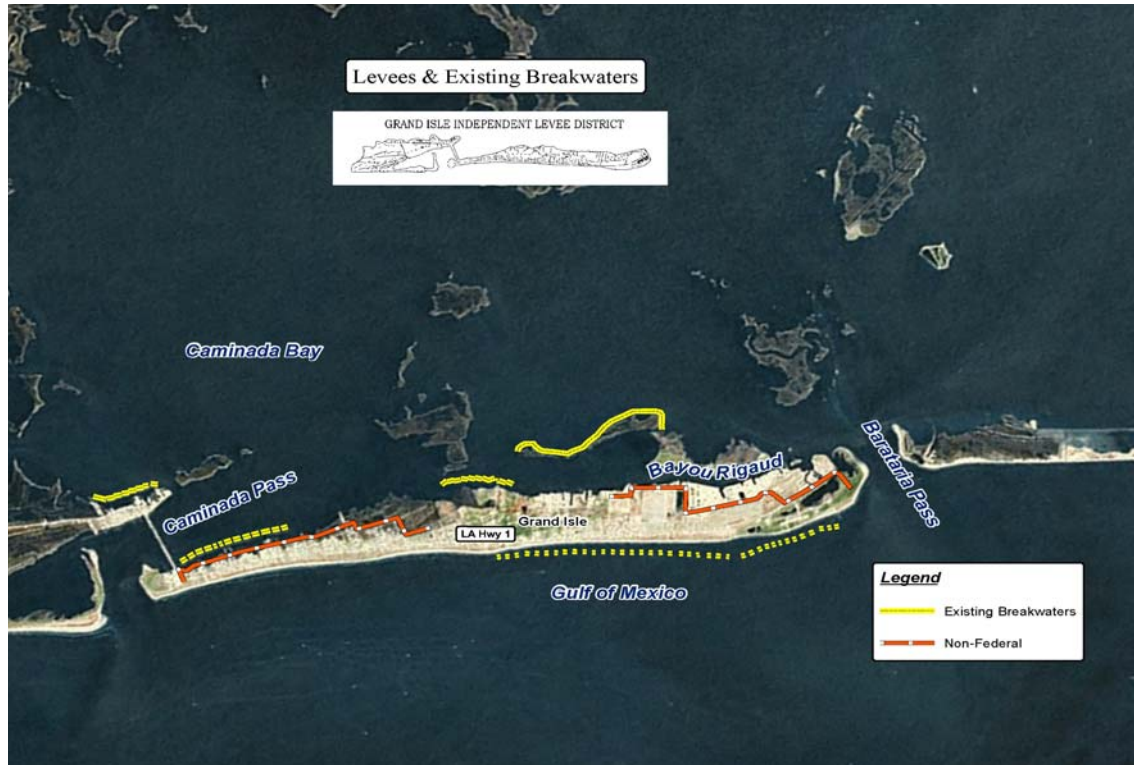 Levees & Existing Breakwaters
GRAND ISLE INDEPENDENT LEVEE DISTRICT
Caminada Bay
Caminada Pass
Bayou Rigaud
Barataria Pass
Grand Isle
LA Hwy 1
Gulf of Mexico
Legend
Existing Breakwaters
Non-Federal